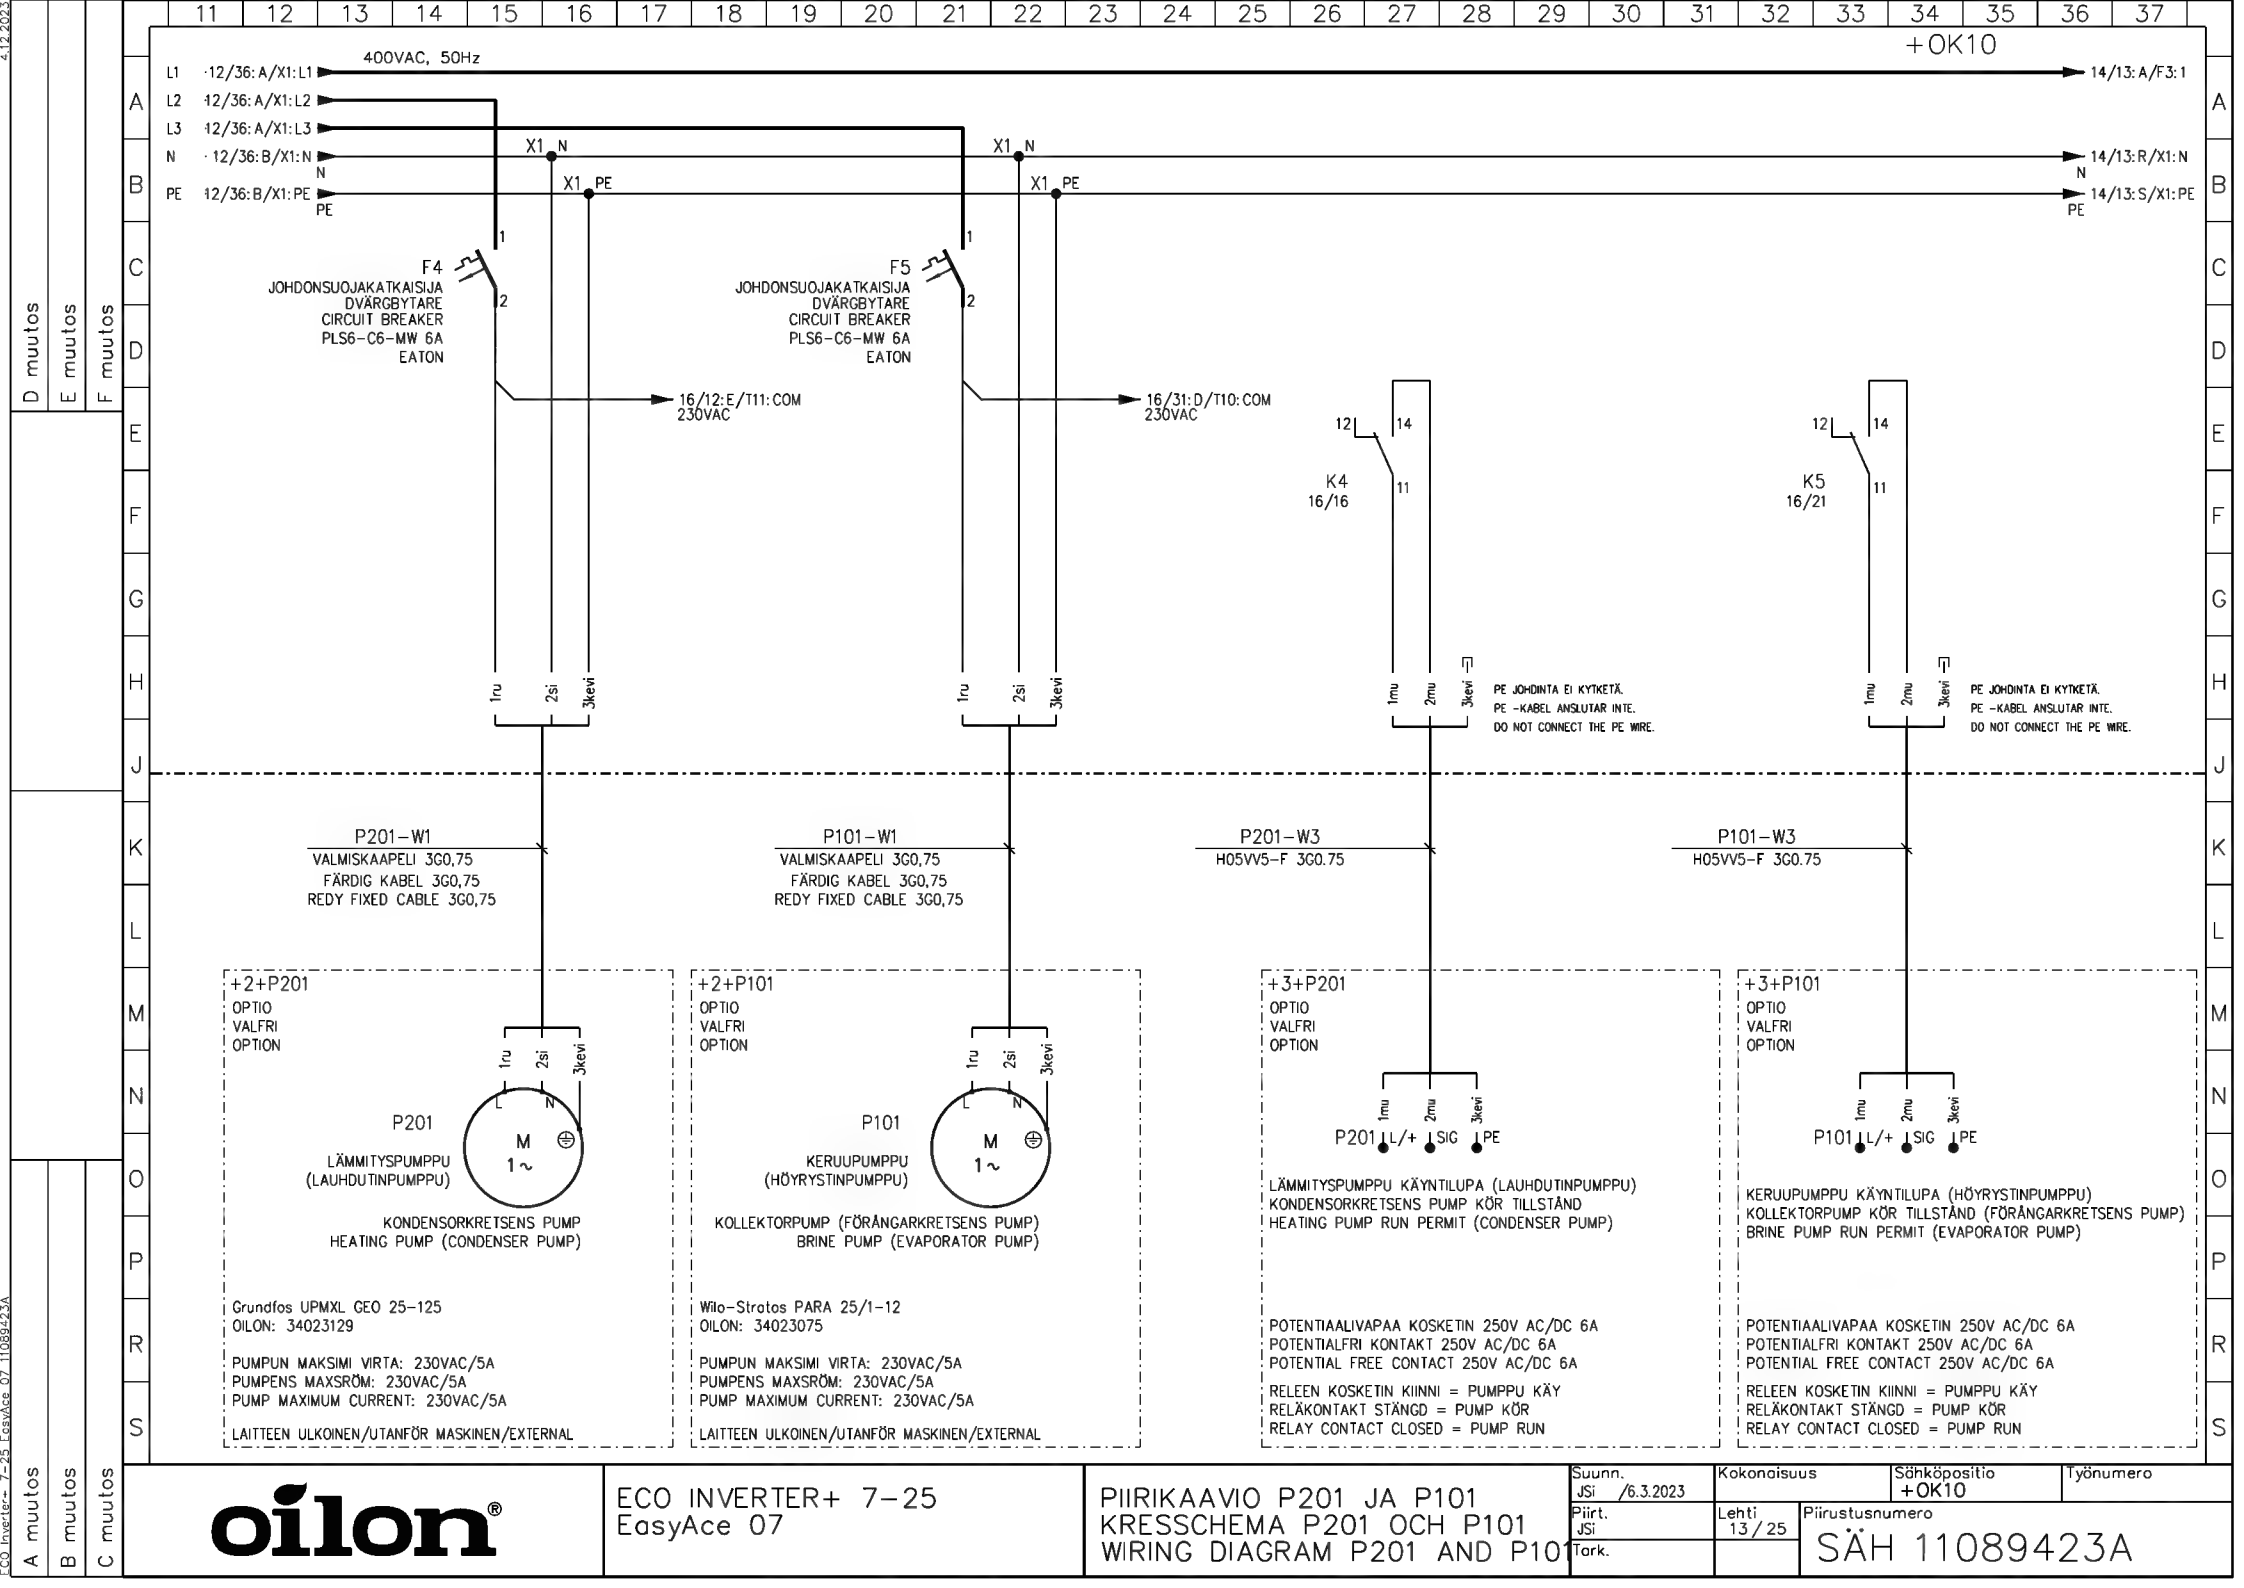 11 12 13 14 15 16 17 18 19 20 21 22 23 24 25 26 27 28 29 30 31 32 33 34 35 36 37
+OK10
400VAC, 50Hz
L1 12/36:A/X1:L1
14/13:A/F3:1
L2 12/36:A/X1:L2
L3 12/36:A/X1:L3
N 12/36:B/X1:N
N
X1 N
X1 N
14/13:R/X1:N
N
PE 12/36:B/X1:PE
PE
X1 PE
X1 PE
14/13:S/X1:PE
PE
A
B
C
D
E
F
G
H
J
K
L
M
N
O
P
R
S
A
B
C
D
E
F
G
H
J
K
L
M
N
O
P
R
S
1
2
F4
JOHDONSUOJAKATKAISIJA
DVÄRGBYTARE
CIRCUIT BREAKER
PLS6-C6-MW 6A
EATON
16/12:E/T11:COM
230VAC
1
2
F5
JOHDONSUOJAKATKAISIJA
DVÄRGBYTARE
CIRCUIT BREAKER
PLS6-C6-MW 6A
EATON
16/31:D/T10:COM
230VAC
12 14
K4 11
16/16
12 14
K5 11
16/21
1ru 2si 3kevi
1ru 2si 3kevi
1mu 2mu 3kevi
PE JOHDINTA EI KYTKETÄ.
PE -KABEL ANSLUTAR INTE.
DO NOT CONNECT THE PE WIRE.
1mu 2mu 3kevi
PE JOHDINTA EI KYTKETÄ.
PE -KABEL ANSLUTAR INTE.
DO NOT CONNECT THE PE WIRE.
P201-W1
VALMISKAAPELI 3G0,75
FÄRDIG KABEL 3G0,75
REDY FIXED CABLE 3G0,75
P101-W1
VALMISKAAPELI 3G0,75
FÄRDIG KABEL 3G0,75
REDY FIXED CABLE 3G0,75
P201-W3
H05VV5-F 3G0.75
P101-W3
H05VV5-F 3G0.75
+2+P201
OPTIO
VALFRI
OPTION
1ru 2si 3kevi
L N
P201
M
1~
LÄMMITYSPUMPPU
(LAUHDUTINPUMPPU)
KONDENSORKRETSENS PUMP
HEATING PUMP (CONDENSER PUMP)
Grundfos UPMXL GEO 25-125
OILON: 34023129
PUMPUN MAKSIMI VIRTA: 230VAC/5A
PUMPENS MAXSRÖM: 230VAC/5A
PUMP MAXIMUM CURRENT: 230VAC/5A
LAITTEEN ULKOINEN/UTANFÖR MASKINEN/EXTERNAL
+2+P101
OPTIO
VALFRI
OPTION
1ru 2si 3kevi
L N
P101
M
1~
KERUUPUMPPU
(HÖYRYSTINPUMPPU)
KOLLEKTORPUMP (FÖRÅNGARKRETSENS PUMP)
BRINE PUMP (EVAPORATOR PUMP)
Wilo-Stratos PARA 25/1-12
OILON: 34023075
PUMPUN MAKSIMI VIRTA: 230VAC/5A
PUMPENS MAXSRÖM: 230VAC/5A
PUMP MAXIMUM CURRENT: 230VAC/5A
LAITTEEN ULKOINEN/UTANFÖR MASKINEN/EXTERNAL
+3+P201
OPTIO
VALFRI
OPTION
1mu 2mu 3kevi
P201 L/+ SIG PE
LÄMMITYSPUMPPU KÄYNTILUPA (LAUHDUTINPUMPPU)
KONDENSORKRETSENS PUMP KÖR TILLSTÅND
HEATING PUMP RUN PERMIT (CONDENSER PUMP)
POTENTIAALIVAPAA KOSKETIN 250V AC/DC 6A
POTENTIALFRI KONTAKT 250V AC/DC 6A
POTENTIAL FREE CONTACT 250V AC/DC 6A
RELEEN KOSKETIN KIINNI = PUMPPU KÄY
RELÄKONTAKT STÄNGD = PUMP KÖR
RELAY CONTACT CLOSED = PUMP RUN
+3+P101
OPTIO
VALFRI
OPTION
1mu 2mu 3kevi
P101 L/+ SIG PE
KERUUPUMPPU KÄYNTILUPA (HÖYRYSTINPUMPPU)
KOLLEKTORPUMP KÖR TILLSTÅND (FÖRÅNGARKRETSENS PUMP)
BRINE PUMP RUN PERMIT (EVAPORATOR PUMP)
POTENTIAALIVAPAA KOSKETIN 250V AC/DC 6A
POTENTIALFRI KONTAKT 250V AC/DC 6A
POTENTIAL FREE CONTACT 250V AC/DC 6A
RELEEN KOSKETIN KIINNI = PUMPPU KÄY
RELÄKONTAKT STÄNGD = PUMP KÖR
RELAY CONTACT CLOSED = PUMP RUN
4.12.2023
D muutos
E muutos
F muutos
A muutos
B muutos
C muutos
ECO Inverter+ 7-25 EasyAce 07 11089423A
oilon®
ECO INVERTER+ 7-25
EasyAce 07
PIIRIKAAVIO P201 JA P101
KRESSCHEMA P201 OCH P101
WIRING DIAGRAM P201 AND P101
Suunn.
JSi /6.3.2023
Piirt.
JSi
Tark.
Kokonaisuus
Sähköpositio
+OK10
Työnumero
Lehti
13/25
Piirustusnumero
SÄH 11089423A